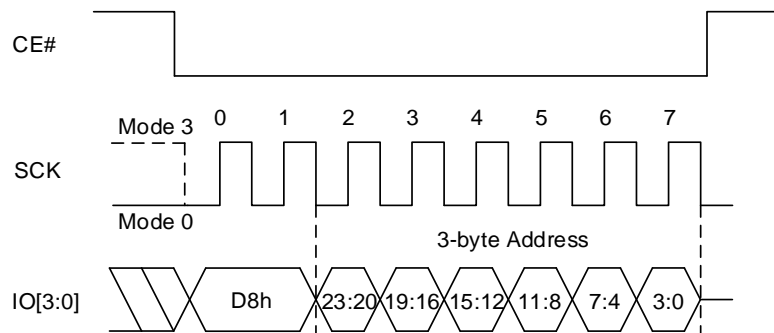 CE#
Mode 3
0 1 2 3 4 5 6 7
SCK
Mode 0
3-byte Address
IO[3:0]
D8h 23:20 19:16 15:12 11:8 7:4 3:0